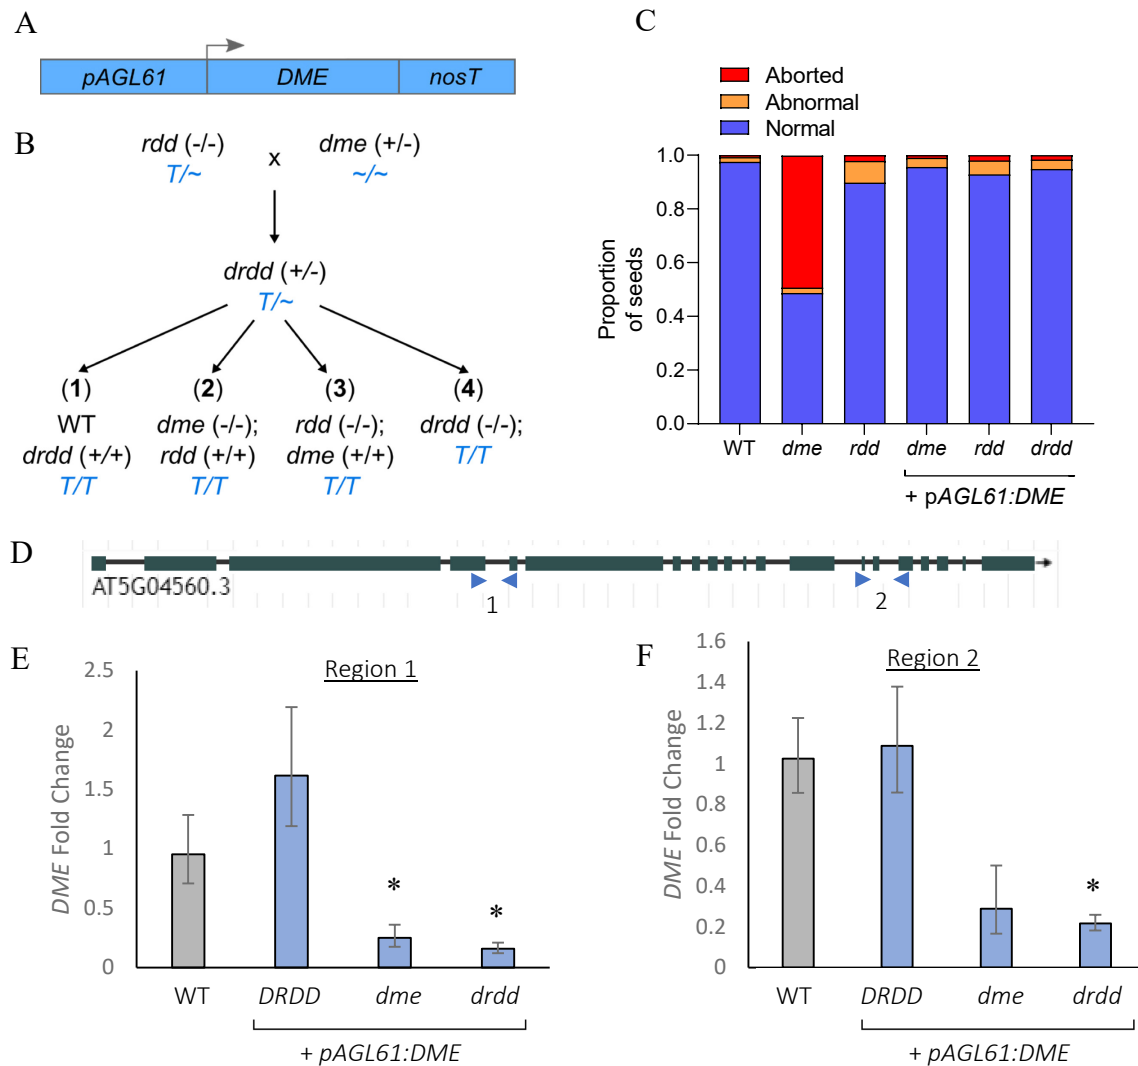 A
pAGL61 DME nosT
B
rdd (-/-) x dme (+/-)
T/~ ~/~
drdd (+/-)
T/~
(1) (2) (3) (4)
WT dme (-/-); rdd (-/-); drdd (-/-);
drdd (+/+) rdd (+/+) dme (+/+) T/T
T/T T/T T/T
C
Aborted
Abnormal
Normal
Proportion
of seeds
1.0
0.8
0.6
0.4
0.2
0.0
WT dme rdd dme rdd drdd
+ pAGL61:DME
D
AT5G04560.3
1 2
E
Region 1
DME Fold Change
2.5
2
1.5
1
0.5
0
* *
WT DRDD dme drdd
+ pAGL61:DME
F
Region 2
DME Fold Change
1.6
1.4
1.2
1
0.8
0.6
0.4
0.2
0
*
WT DRDD dme drdd
+ pAGL61:DME